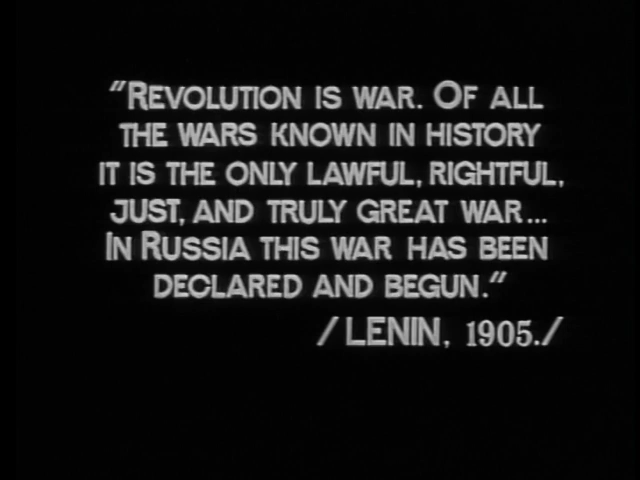 "Revolution is war. Of all
the wars known in history
it is the only lawful, rightful,
just, and truly great war...
In Russia this war has been
declared and begun."
/Lenin, 1905./